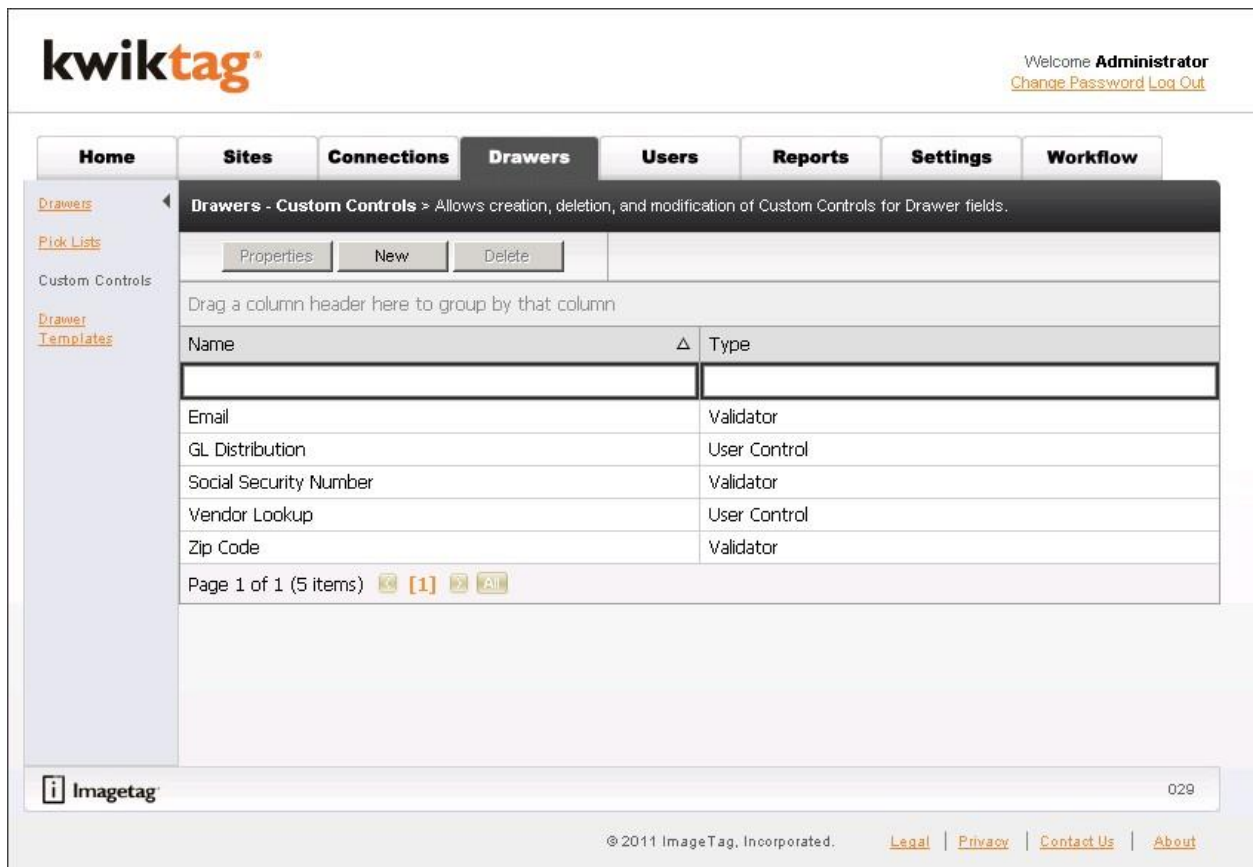 kwiktag
Welcome Administrator
Change Password Log Out
Home Sites Connections Drawers Users Reports Settings Workflow
Drawers
Pick Lists
Custom Controls
Drawer
Templates
Drawers - Custom Controls > Allows creation, deletion, and modification of Custom Controls for Drawer fields.
Properties New Delete
Drag a column header here to group by that column
Name Type
Email Validator
GL Distribution User Control
Social Security Number Validator
Vendor Lookup User Control
Zip Code Validator
Page 1 of 1 (5 items) [1] All
i Imagetag 029
© 2011 ImageTag, Incorporated. Legal | Privacy | Contact Us | About